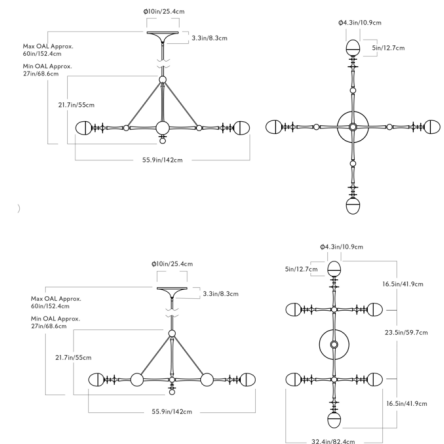 Ф10in/25.4cm
3.3in/8.3cm
Max OAL Approx.
60in/152.4cm
Min OAL Approx.
27in/68.6cm
21.7in/55cm
55.9in/142cm
Ф4.3in/10.9cm
5in/12.7cm
)
Ф10in/25.4cm
3.3in/8.3cm
Max OAL Approx.
60in/152.4cm
Min OAL Approx.
27in/68.6cm
21.7in/55cm
55.9in/142cm
Ф4.3in/10.9cm
5in/12.7cm
16.5in/41.9cm
23.5in/59.7cm
16.5in/41.9cm
32.4in/82.4cm